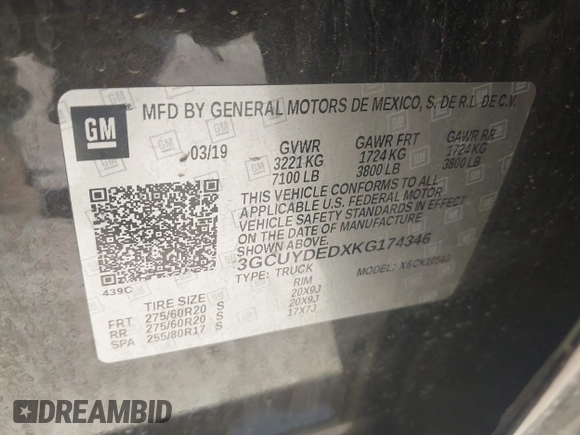 GM
MFD BY GENERAL MOTORS DE MEXICO, S, DE R.L DE C.V.
03/19 GVWR GAWR FRT GAWR RR
3221 KG 1724 KG 1724 KG
7100 LB 3800 LB 3800 LB
THIS VEHICLE CONFORMS TO ALL
APPLICABLE U.S. FEDERAL MOTOR
VEHICLE SAFETY STANDARDS IN EFFECT
ON THE DATE OF MANUFACTURE
SHOWN ABOVE.
3GCUYDEDXKG174346
TYPE: TRUCK MODEL:
439C
TIRE SIZE RIM
FRT 275/60R20 S 20X9J
RR 275/60R20 S 20X9J
SPA 255/80R17 S 17X7J
DREAMBID